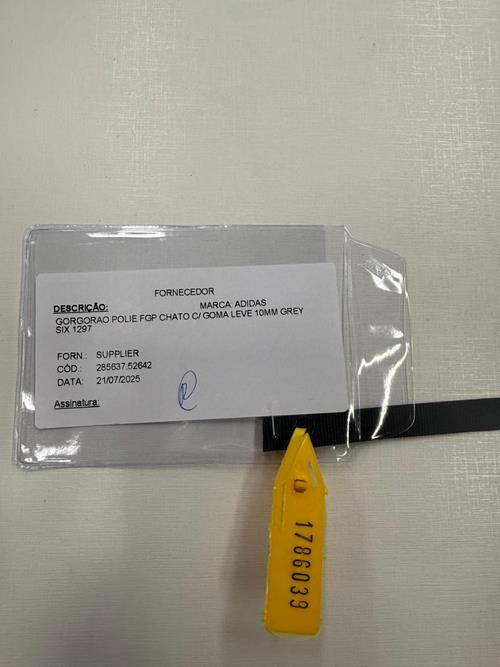 FORNECEDOR
DESCRIÇÃO: MARCA: ADIDAS
GORGORAO POLIE FGP CHATO C/ GOMA LEVE 10MM GREY
SIX 1297
FORN.: SUPPLIER
CÓD.: 285637.52642
DATA: 21/07/2025
Assinatura:
1786039